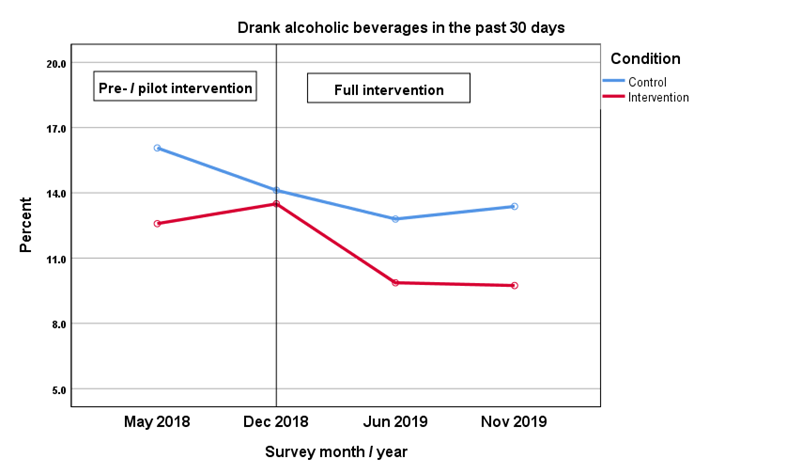 Drank alcoholic beverages in the past 30 days
Condition
Control
Intervention
Pre- / pilot intervention
Full intervention
20.0
17.0
14.0
11.0
8.0
5.0
Percent
May 2018
Dec 2018
Jun 2019
Nov 2019
Survey month / year